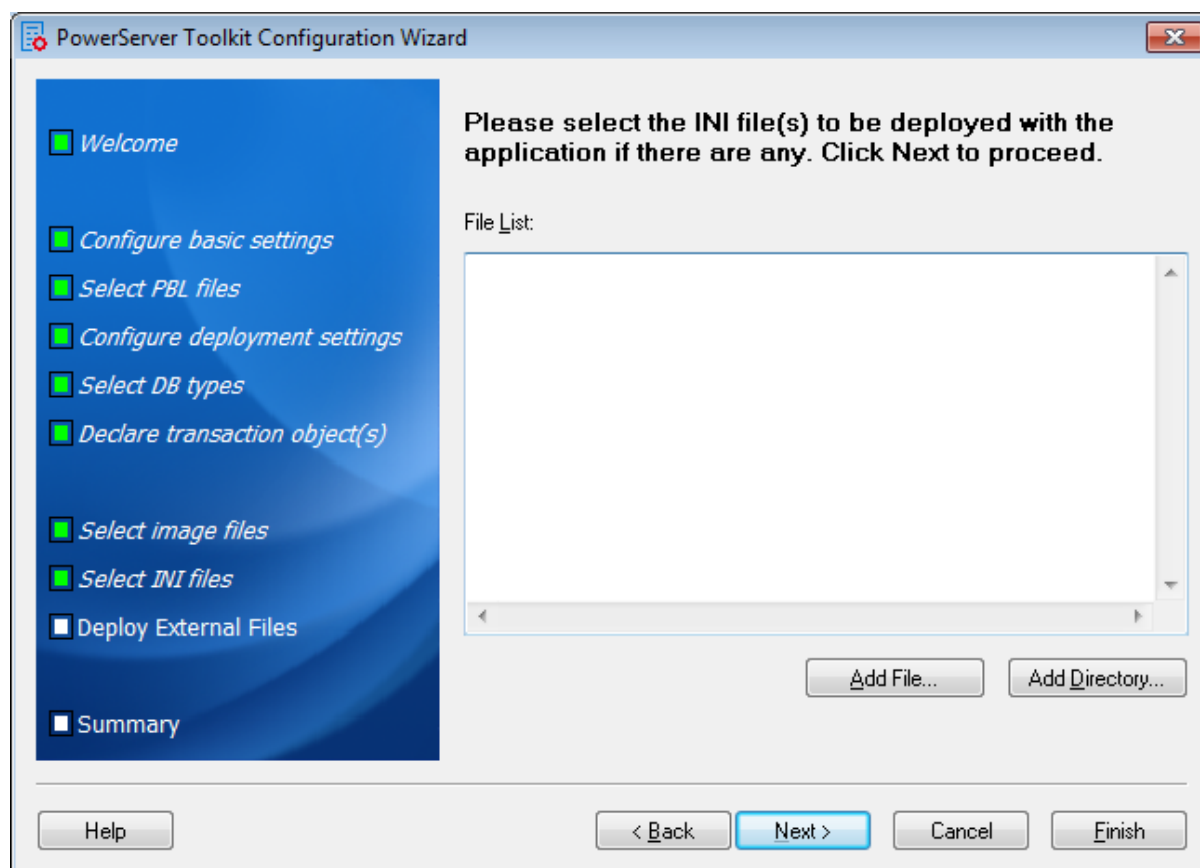 PowerServer Toolkit Configuration Wizard
Welcome
Configure basic settings
Select PBL files
Configure deployment settings
Select DB types
Declare transaction object(s)
Select image files
Select INI files
Deploy External Files
Summary
Please select the INI file(s) to be deployed with the
application if there are any. Click Next to proceed.
File List:
Add File...
Add Directory...
Help
< Back
Next >
Cancel
Finish